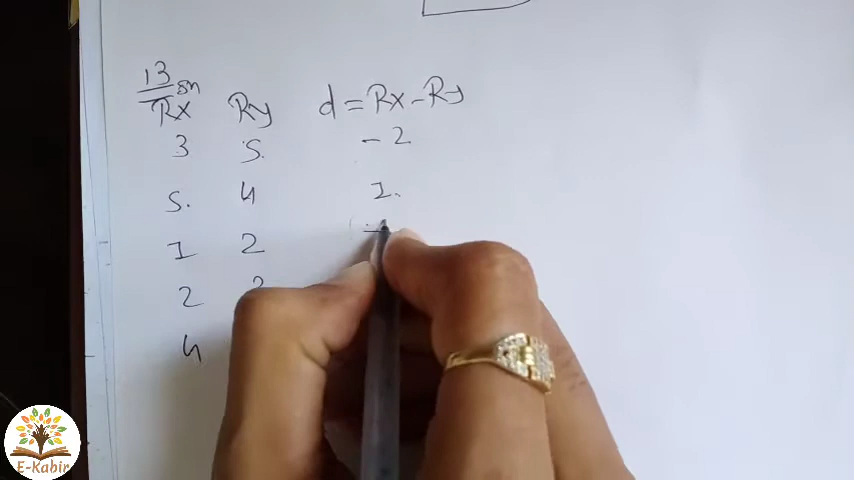 13 sn
Rx Ry d = Rx - Ry
3 5. - 2
5. 4 1.
1 2
2
4
E-Kabir